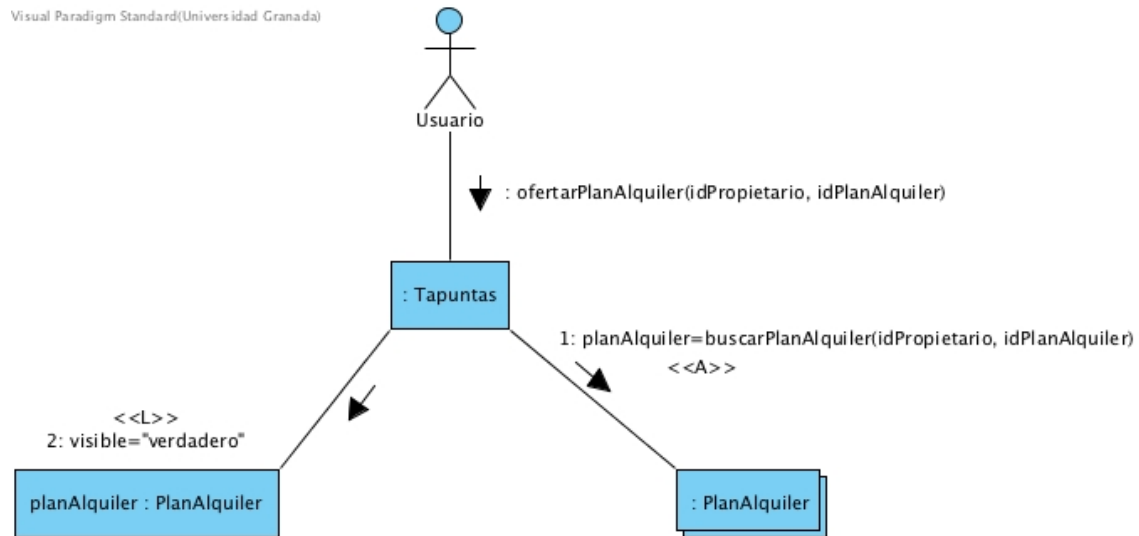 Visual Paradigm Standard(Universidad Granada)
Usuario
: ofertarPlanAlquiler(idPropietario, idPlanAlquiler)
: Tapuntas
1: planAlquiler=buscarPlanAlquiler(idPropietario, idPlanAlquiler)
<<A>>
<<L>>
2: visible="verdadero"
planAlquiler : PlanAlquiler
: PlanAlquiler